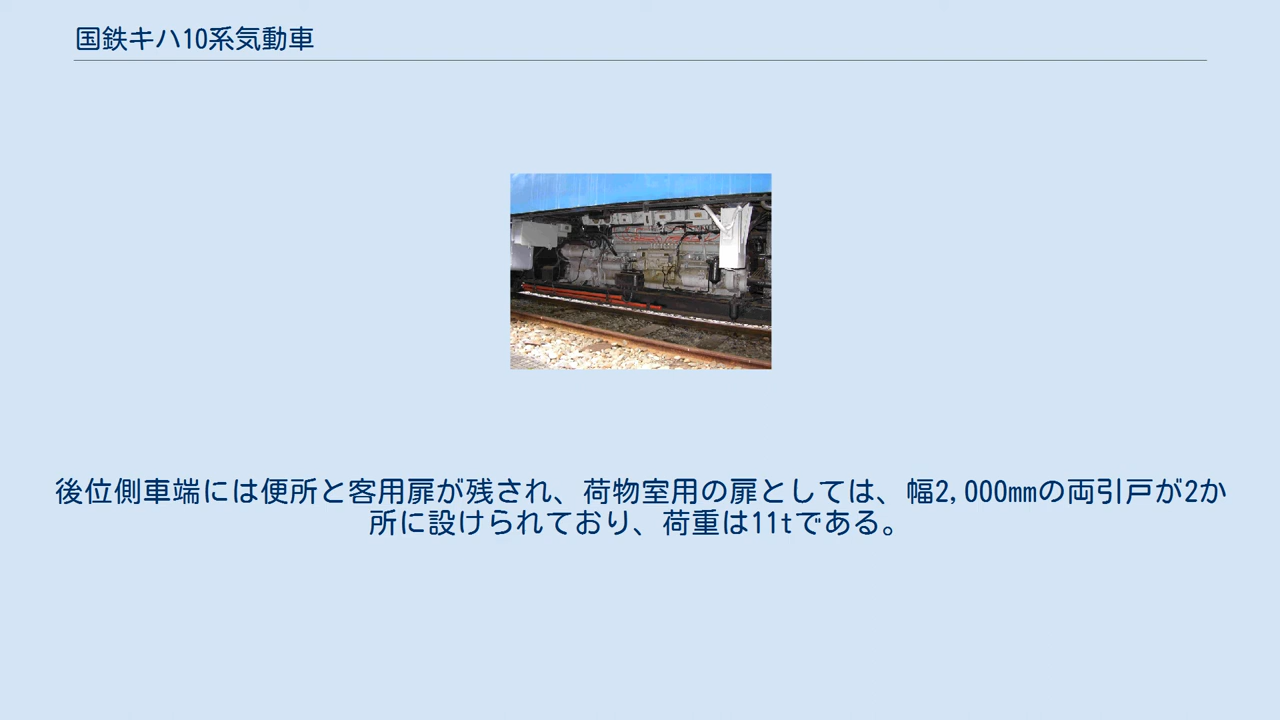 国鉄キハ10系気動車
後位側車端には便所と客用扉が残され、荷物室用の扉としては、幅2,000mmの両引戸が2か
所に設けられており、荷重は11tである。